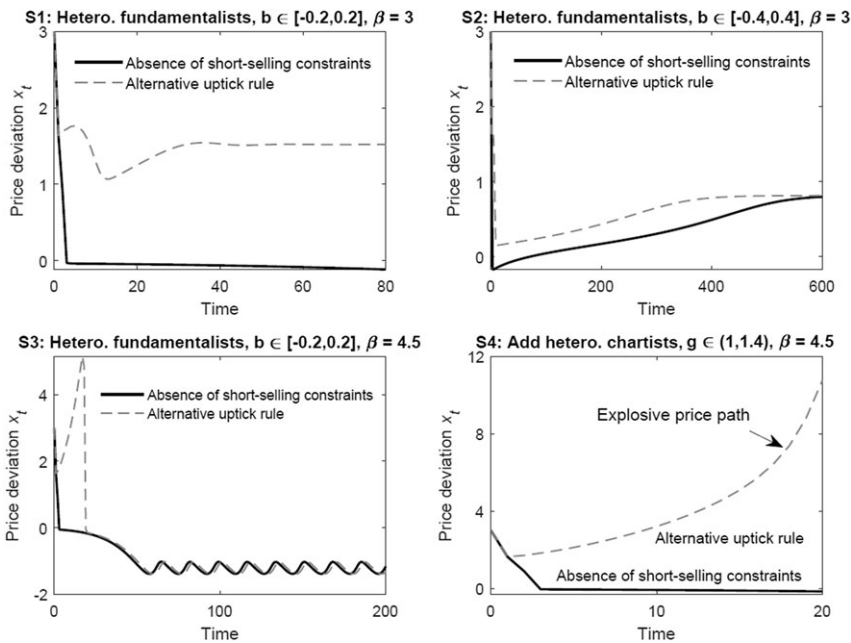 S1: Hetero. fundamentalists, b ∈ [-0.2,0.2], β = 3
3
2
1
0
Price deviation xₜ
Absence of short-selling constraints
Alternative uptick rule
0 20 40 60 80
Time
S2: Hetero. fundamentalists, b ∈ [-0.4,0.4], β = 3
3
2
1
0
Price deviation xₜ
Absence of short-selling constraints
Alternative uptick rule
0 200 400 600
Time
S3: Hetero. fundamentalists, b ∈ [-0.2,0.2], β = 4.5
4
2
0
-2
Price deviation xₜ
Absence of short-selling constraints
Alternative uptick rule
0 100 200
Time
S4: Add hetero. chartists, g ∈ (1,1.4), β = 4.5
12
8
4
0
Price deviation xₜ
Explosive price path
Alternative uptick rule
Absence of short-selling constraints
0 10 20
Time